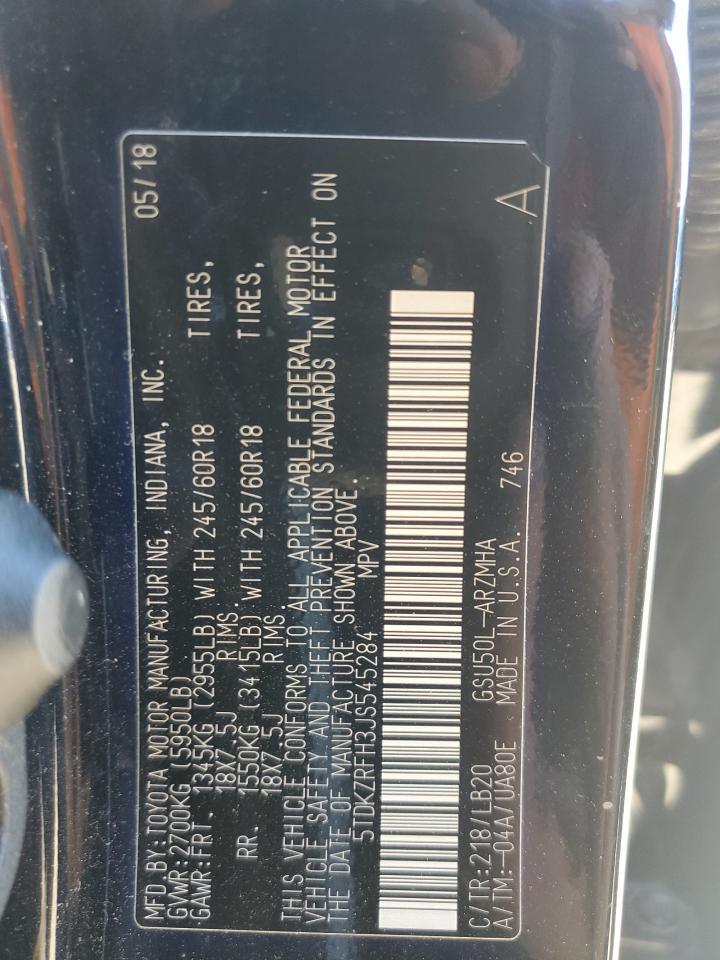 MFD BY:TOYOTA MOTOR MANUFACTURING, INDIANA, INC. 05/18
GVWR:2700KG (5950LB)
GAWR:FRT. 1345KG (2955LB) WITH 245/60R18 TIRES,
18X7.5J RIMS.
RR. 1550KG (3415LB) WITH 245/60R18 TIRES,
18X7.5J RIMS
THIS VEHICLE CONFORMS TO ALL APPLICABLE FEDERAL MOTOR
VEHICLE SAFETY AND THEFT PREVENTION STANDARDS IN EFFECT ON
THE DATE OF MANUFACTURE SHOWN ABOVE.
5TDKZRFH3JS545284 MPV
C/TR:218/LB20 GSU50L-ARZMHA
A/TM:-04A/UA80E MADE IN U.S.A. 746 A